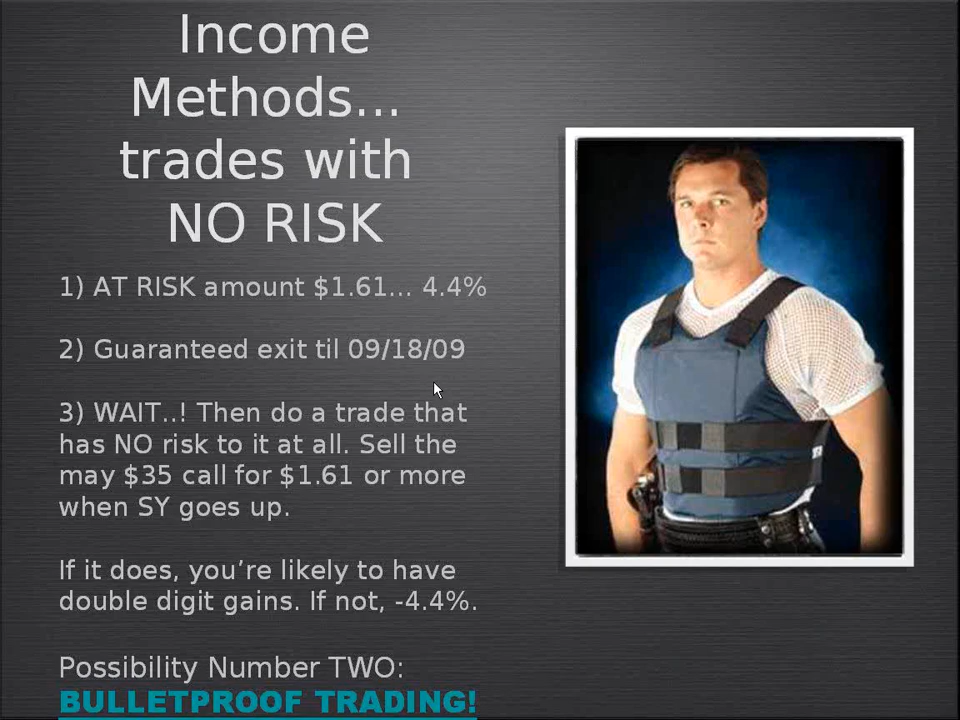 Income
Methods...
trades with
NO RISK
1) AT RISK amount $1.61... 4.4%
2) Guaranteed exit til 09/18/09
3) WAIT..! Then do a trade that
has NO risk to it at all. Sell the
may $35 call for $1.61 or more
when SY goes up.
If it does, you’re likely to have
double digit gains. If not, -4.4%.
Possibility Number TWO:
BULLETPROOF TRADING!